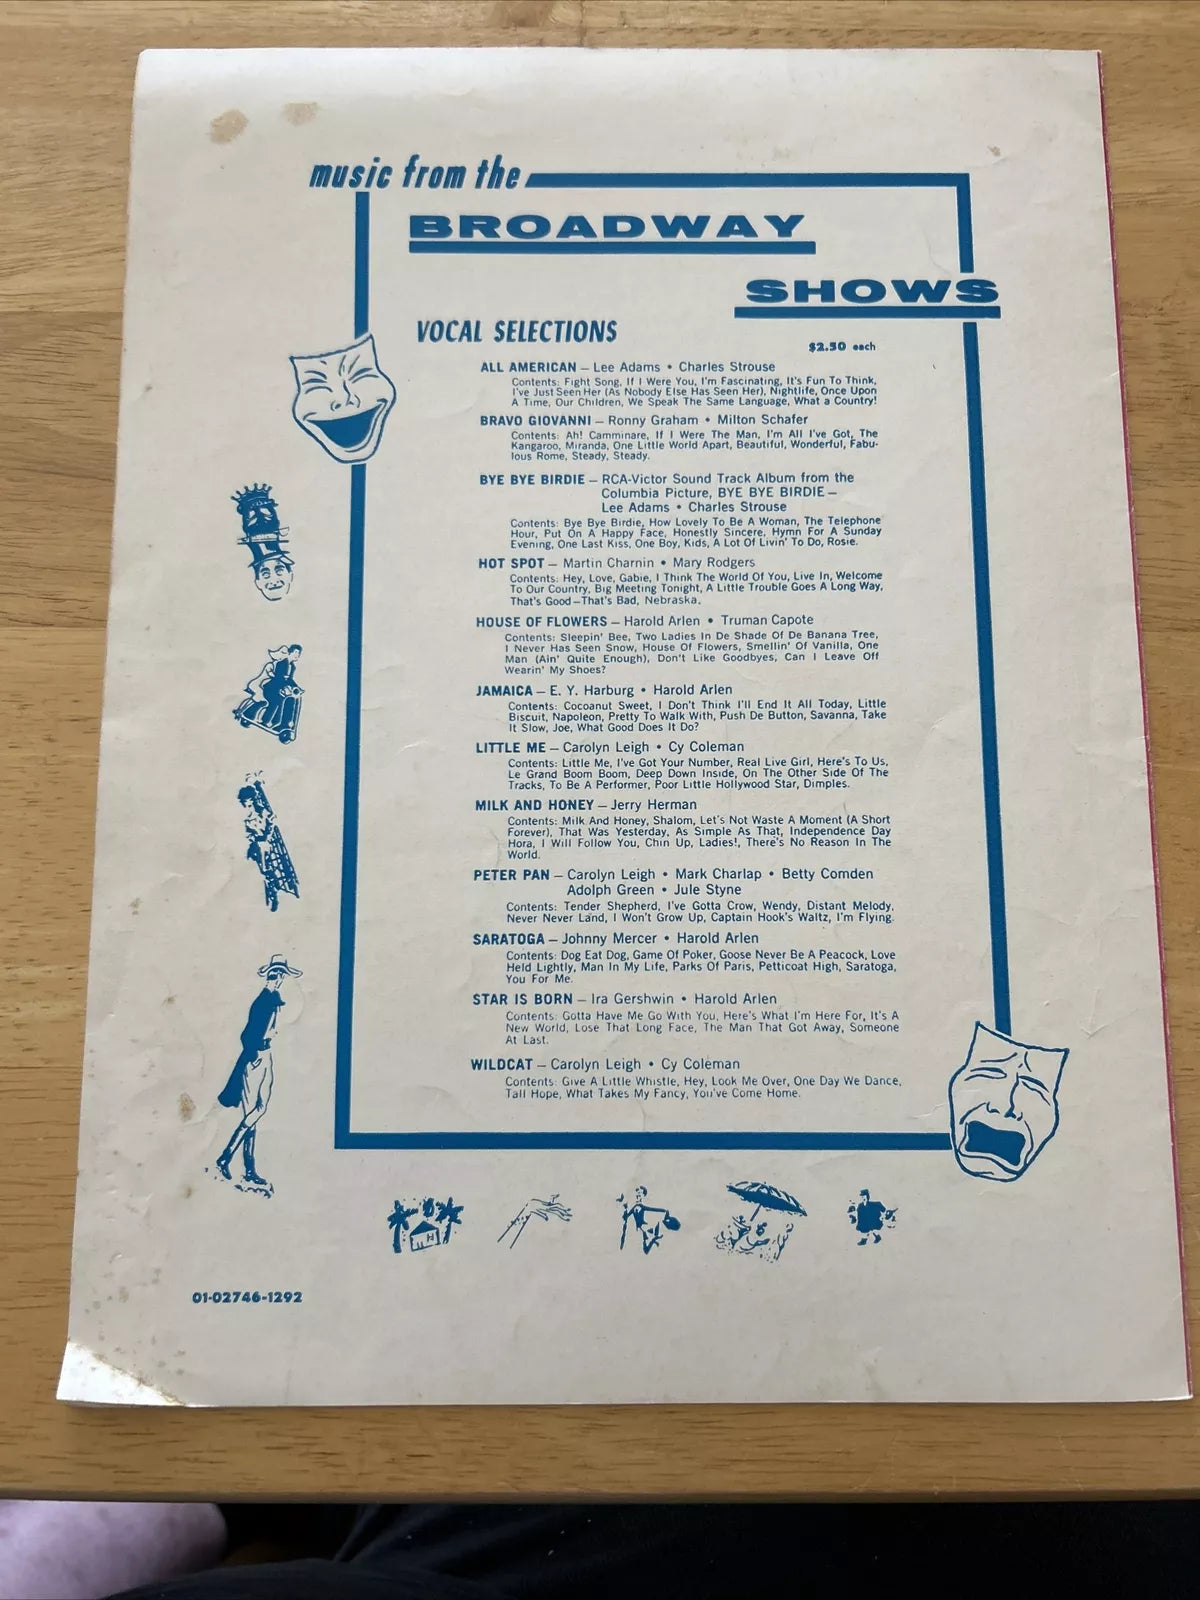 music from the
BROADWAY
SHOWS
VOCAL SELECTIONS
$2.50 each
ALL AMERICAN – Lee Adams • Charles Strouse
Contents: Fight Song, If I Were You, I'm Fascinating, It's Fun To Think,
I've Just Seen Her (As Nobody Else Has Seen Her), Nightlife, Once Upon
A Time, Our Children, We Speak The Same Language, What a Country!
BRAVO GIOVANNI – Ronny Graham • Milton Schafer
Contents: Ah! Camminare, If I Were The Man, I'm All I've Got, The
Kangaroo, Miranda, One Little World Apart, Beautiful, Wonderful, Fabu-
lous Rome, Steady, Steady.
BYE BYE BIRDIE – RCA-Victor Sound Track Album from the
Columbia Picture, BYE BYE BIRDIE –
Lee Adams • Charles Strouse
Contents: Bye Bye Birdie, How Lovely To Be A Woman, The Telephone
Hour, Put On A Happy Face, Honestly Sincere, Hymn For A Sunday
Evening, One Last Kiss, One Boy, Kids, A Lot Of Livin' To Do, Rosie.
HOT SPOT – Martin Charnin • Mary Rodgers
Contents: Hey, Love, Gabie, I Think The World Of You, Live In, Welcome
To Our Country, Big Meeting Tonight, A Little Trouble Goes A Long Way,
That's Good – That's Bad, Nebraska.
HOUSE OF FLOWERS – Harold Arlen • Truman Capote
Contents: Sleepin' Bee, Two Ladies In De Shade Of De Banana Tree,
I Never Has Seen Snow, House Of Flowers, Smellin' Of Vanilla, One
Man (Ain' Quite Enough), Don't Like Goodbyes, Can I Leave Off
Wearin' My Shoes?
JAMAICA – E. Y. Harburg • Harold Arlen
Contents: Cocoanut Sweet, I Don't Think I'll End It All Today, Little
Biscuit, Napoleon, Pretty To Walk With, Push De Button, Savanna, Take
It Slow, Joe, What Good Does It Do?
LITTLE ME – Carolyn Leigh • Cy Coleman
Contents: Little Me, I've Got Your Number, Real Live Girl, Here's To Us,
Le Grand Boom Boom, Deep Down Inside, On The Other Side Of The
Tracks, To Be A Performer, Poor Little Hollywood Star, Dimples.
MILK AND HONEY – Jerry Herman
Contents: Milk And Honey, Shalom, Let's Not Waste A Moment (A Short
Forever), That Was Yesterday, As Simple As That, Independence Day
Hora, I Will Follow You, Chin Up, Ladies!, There's No Reason In The
World.
PETER PAN – Carolyn Leigh • Mark Charlap • Betty Comden
Adolph Green • Jule Styne
Contents: Tender Shepherd, I've Gotta Crow, Wendy, Distant Melody,
Never Never Land, I Won't Grow Up, Captain Hook's Waltz, I'm Flying.
SARATOGA – Johnny Mercer • Harold Arlen
Contents: Dog Eat Dog, Game Of Poker, Goose Never Be A Peacock, Love
Held Lightly, Man In My Life, Parks Of Paris, Petticoat High, Saratoga,
You For Me.
STAR IS BORN – Ira Gershwin • Harold Arlen
Contents: Gotta Have Me Go With You, Here's What I'm Here For, It's A
New World, Lose That Long Face, The Man That Got Away, Someone
At Last.
WILDCAT – Carolyn Leigh • Cy Coleman
Contents: Give A Little Whistle, Hey, Look Me Over, One Day We Dance,
Tall Hope, What Takes My Fancy, You've Come Home.
01-02746-1292